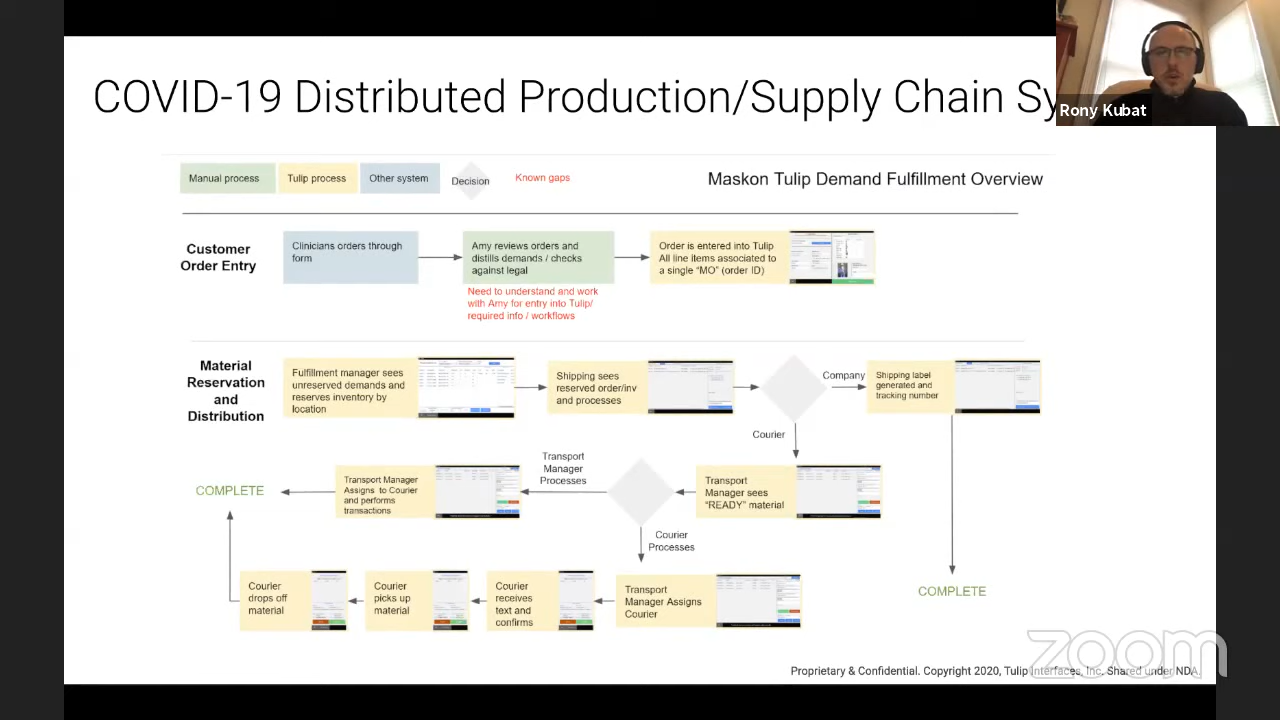 COVID-19 Distributed Production/Supply Chain Sy
Rony Kubat
Manual process
Tulip process
Other system
Decision
Known gaps
Maskon Tulip Demand Fulfillment Overview
Customer
Order Entry
Clinicians orders through
form
Amy reviews orders and
distills demands / checks
against legal
Need to understand and work
with Amy for entry into Tulip/
required info / workflows
Order is entered into Tulip
All line items associated to
a single “MO” (order ID)
Material
Reservation
and
Distribution
Fulfillment manager sees
unreserved demands and
reserves inventory by
location
Shipping sees
reserved order/inv
and processes
Company
Shipping label
generated and
tracking number
Courier
Transport
Manager sees
“READY” material
Transport
Manager
Processes
Transport Manager
Assigns to Courier
and performs
transactions
COMPLETE
Courier
Processes
Transport
Manager Assigns
Courier
Courier
receives
text and
confirms
Courier
picks up
material
Courier
drops off
material
COMPLETE
zoom
Proprietary & Confidential. Copyright 2020, Tulip Interfaces, Inc. Shared under NDA.